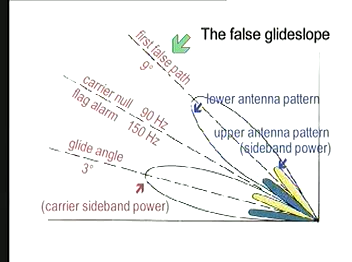 The false glideslope
first false path
9°
lower antenna pattern
carrier null 90 Hz
flag alarm 150 Hz
upper antenna pattern
(sideband power)
glide angle
3°
(carrier sideband power)